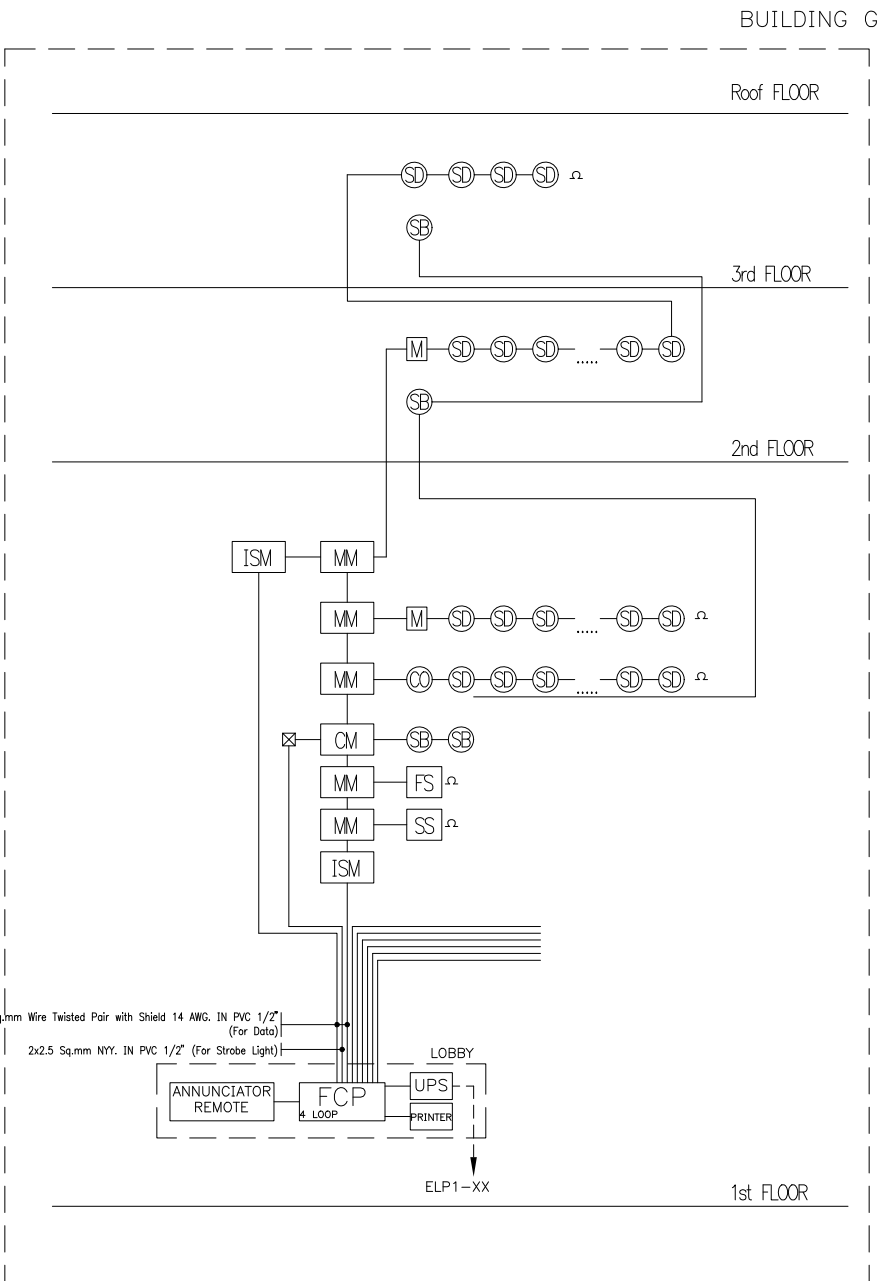 BUILDING G
Roof FLOOR
SD SD SD SD Ω
SB
3rd FLOOR
M SD SD SD ..... SD SD
SB
2nd FLOOR
ISM MM
MM M SD SD SD ..... SD SD Ω
MM CO SD SD SD ..... SD SD Ω
CM SB SB
MM FS Ω
MM SS Ω
ISM
Wire Twisted Pair with Shield 14 AWG. IN PVC 1/2"
(For Data)
2x2.5 Sq.mm NYY. IN PVC 1/2" (For Strobe Light)
LOBBY
ANNUNCIATOR
REMOTE
FCP
4 LOOP
UPS
PRINTER
ELP1-XX
1st FLOOR